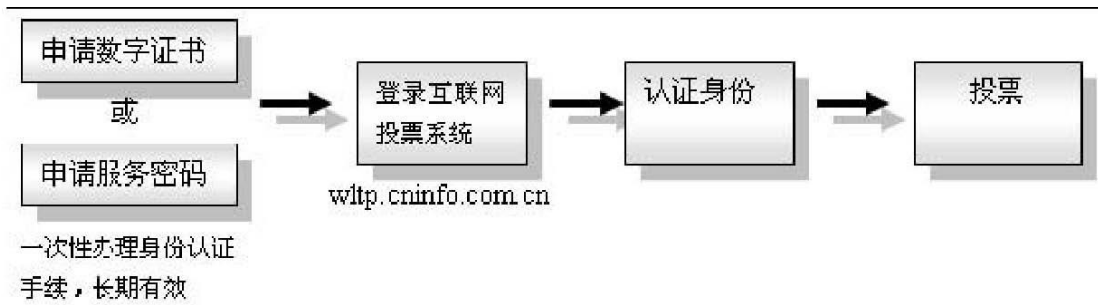 申请数字证书
或
申请服务密码
一次性办理身份认证
手续，长期有效
登录互联网
投票系统
wltp.cninfo.com.cn
认证身份
投票